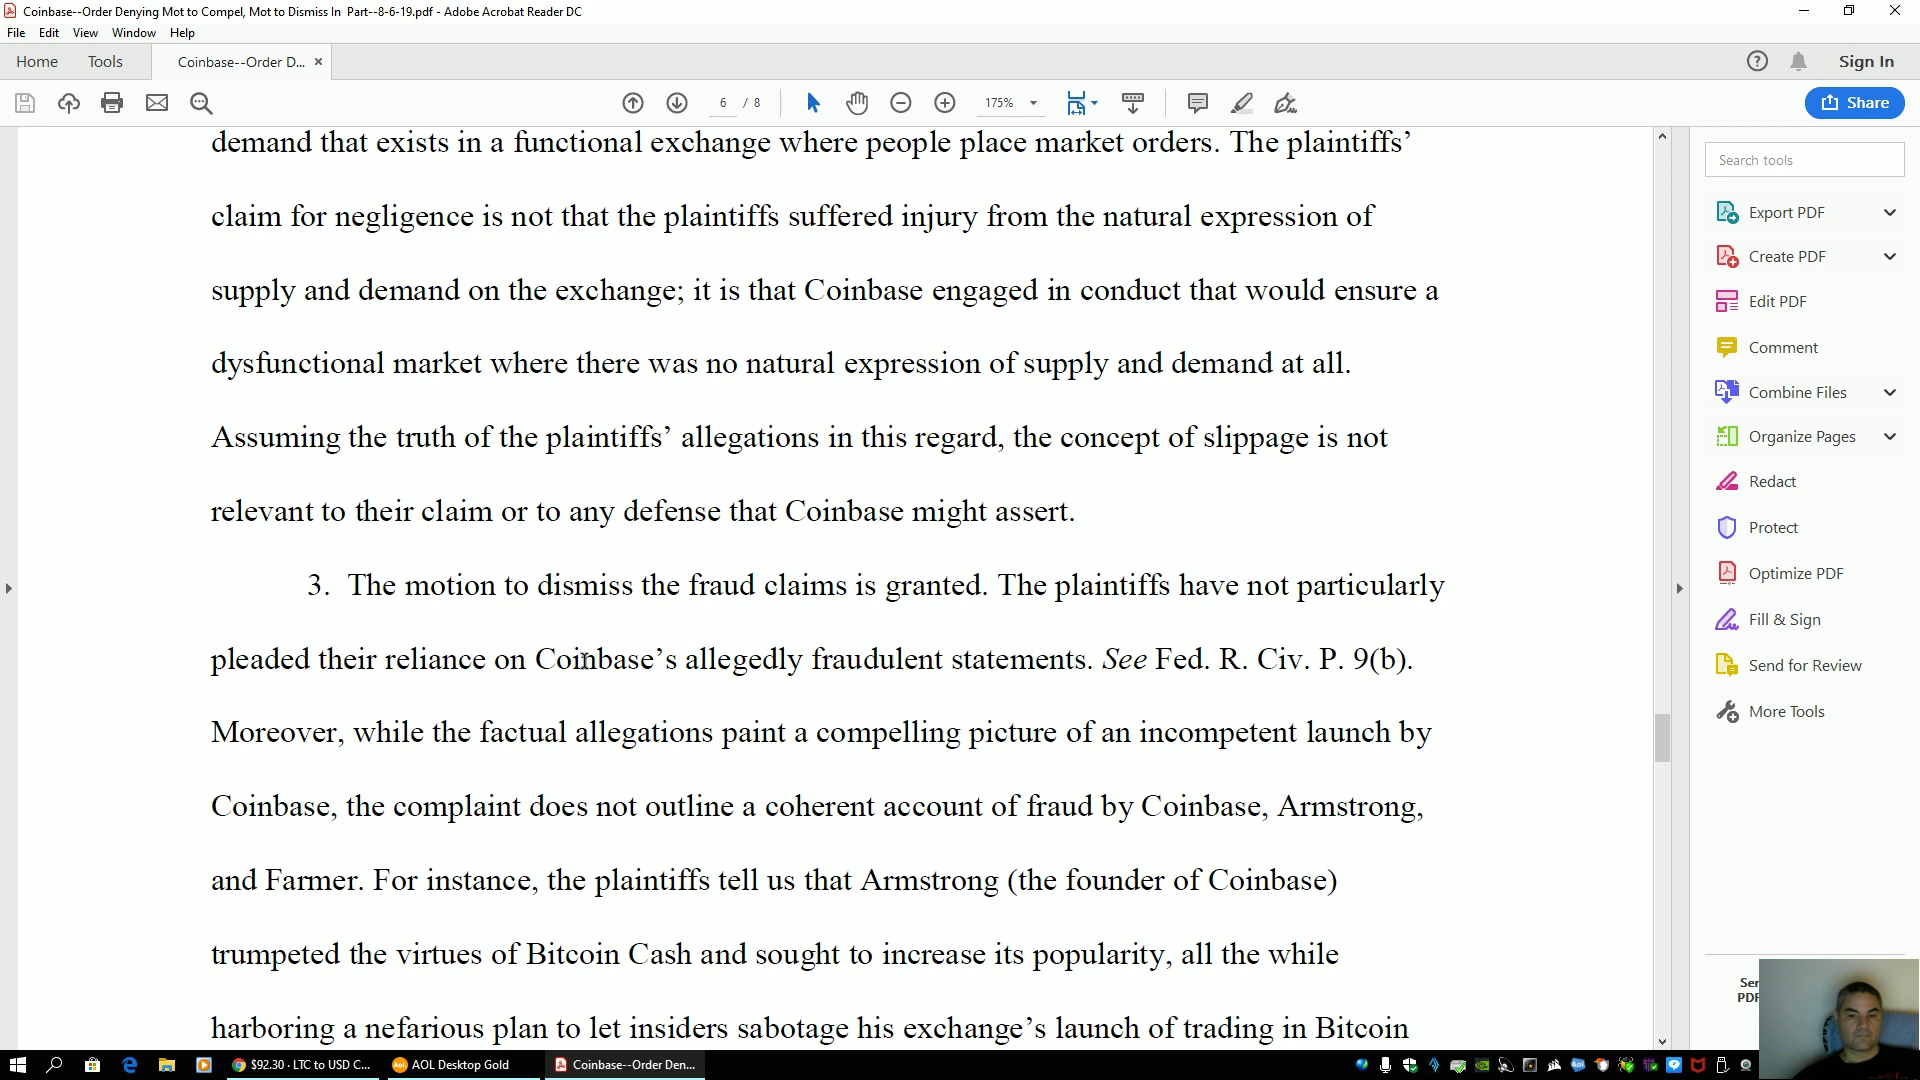 Coinbase--Order Denying Mot to Compel, Mot to Dismiss In  Part--8-6-19.pdf - Adobe Acrobat Reader DC
File Edit View Window Help
Home Tools Coinbase--Order D... × Sign In
6 / 8 175% Share
demand that exists in a functional exchange where people place market orders. The plaintiffs’
claim for negligence is not that the plaintiffs suffered injury from the natural expression of
supply and demand on the exchange; it is that Coinbase engaged in conduct that would ensure a
dysfunctional market where there was no natural expression of supply and demand at all.
Assuming the truth of the plaintiffs’ allegations in this regard, the concept of slippage is not
relevant to their claim or to any defense that Coinbase might assert.
3. The motion to dismiss the fraud claims is granted. The plaintiffs have not particularly
pleaded their reliance on Coinbase’s allegedly fraudulent statements. See Fed. R. Civ. P. 9(b).
Moreover, while the factual allegations paint a compelling picture of an incompetent launch by
Coinbase, the complaint does not outline a coherent account of fraud by Coinbase, Armstrong,
and Farmer. For instance, the plaintiffs tell us that Armstrong (the founder of Coinbase)
trumpeted the virtues of Bitcoin Cash and sought to increase its popularity, all the while
harboring a nefarious plan to let insiders sabotage his exchange’s launch of trading in Bitcoin
Search tools
Export PDF
Create PDF
Edit PDF
Comment
Combine Files
Organize Pages
Redact
Protect
Optimize PDF
Fill & Sign
Send for Review
More Tools
$92.30 · LTC to USD C... AOL Desktop Gold Coinbase--Order Den...